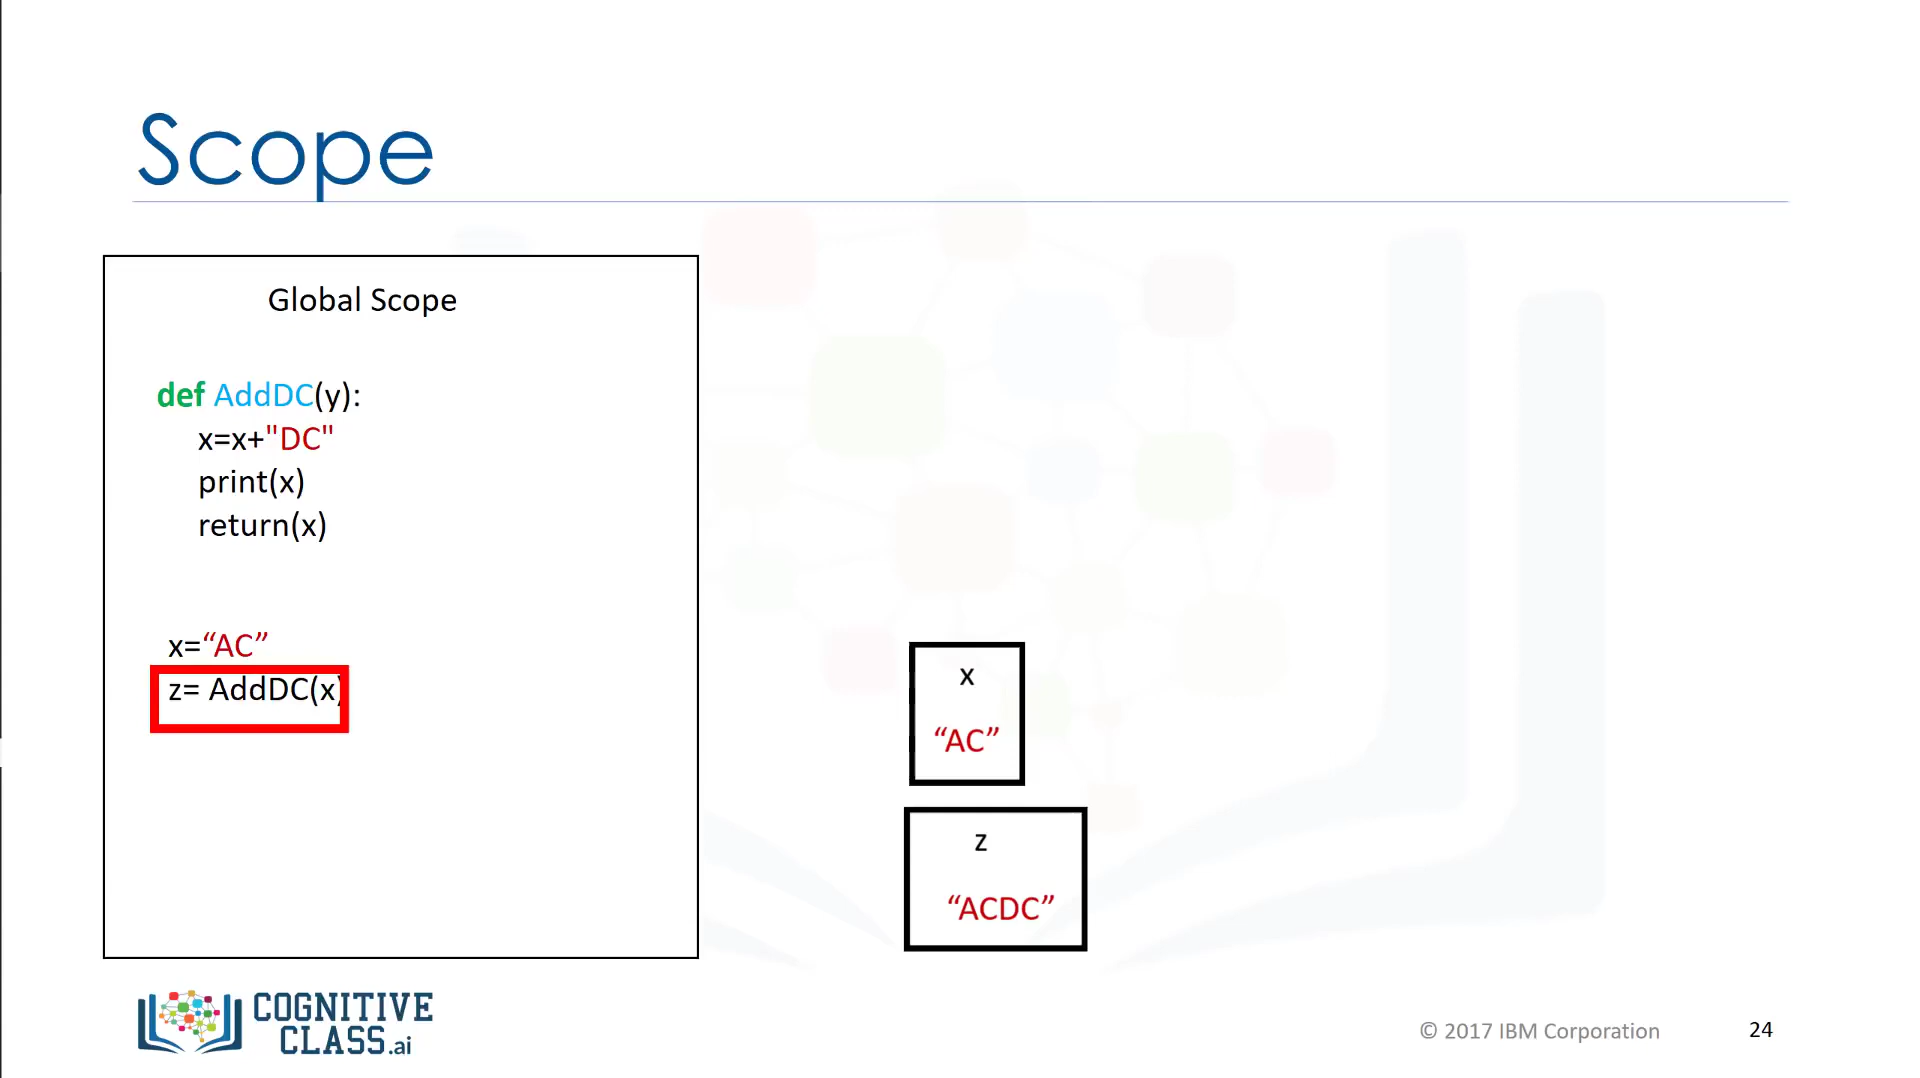 Scope
Global Scope
def AddDC(y):
x=x+"DC"
print(x)
return(x)
x=“AC”
z= AddDC(x)
x
“AC”
z
“ACDC”
COGNITIVE
CLASS.ai
© 2017 IBM Corporation
24